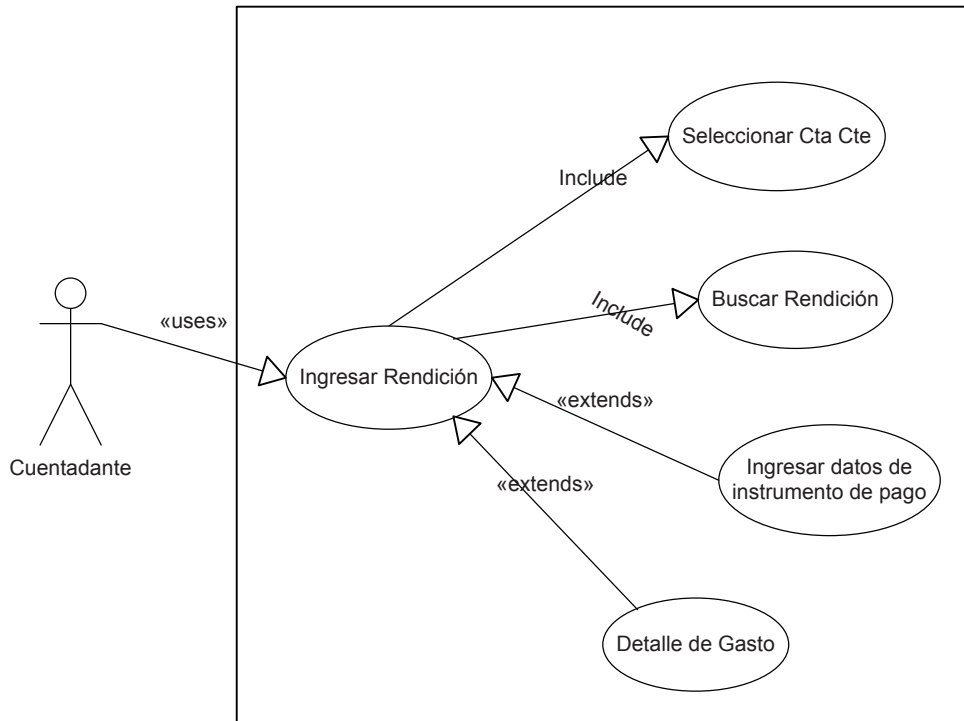 Seleccionar Cta Cte
Include
Buscar Rendición
Include
«uses»
Ingresar Rendición
«extends»
Cuentadante
Ingresar datos de
instrumento de pago
«extends»
Detalle de Gasto